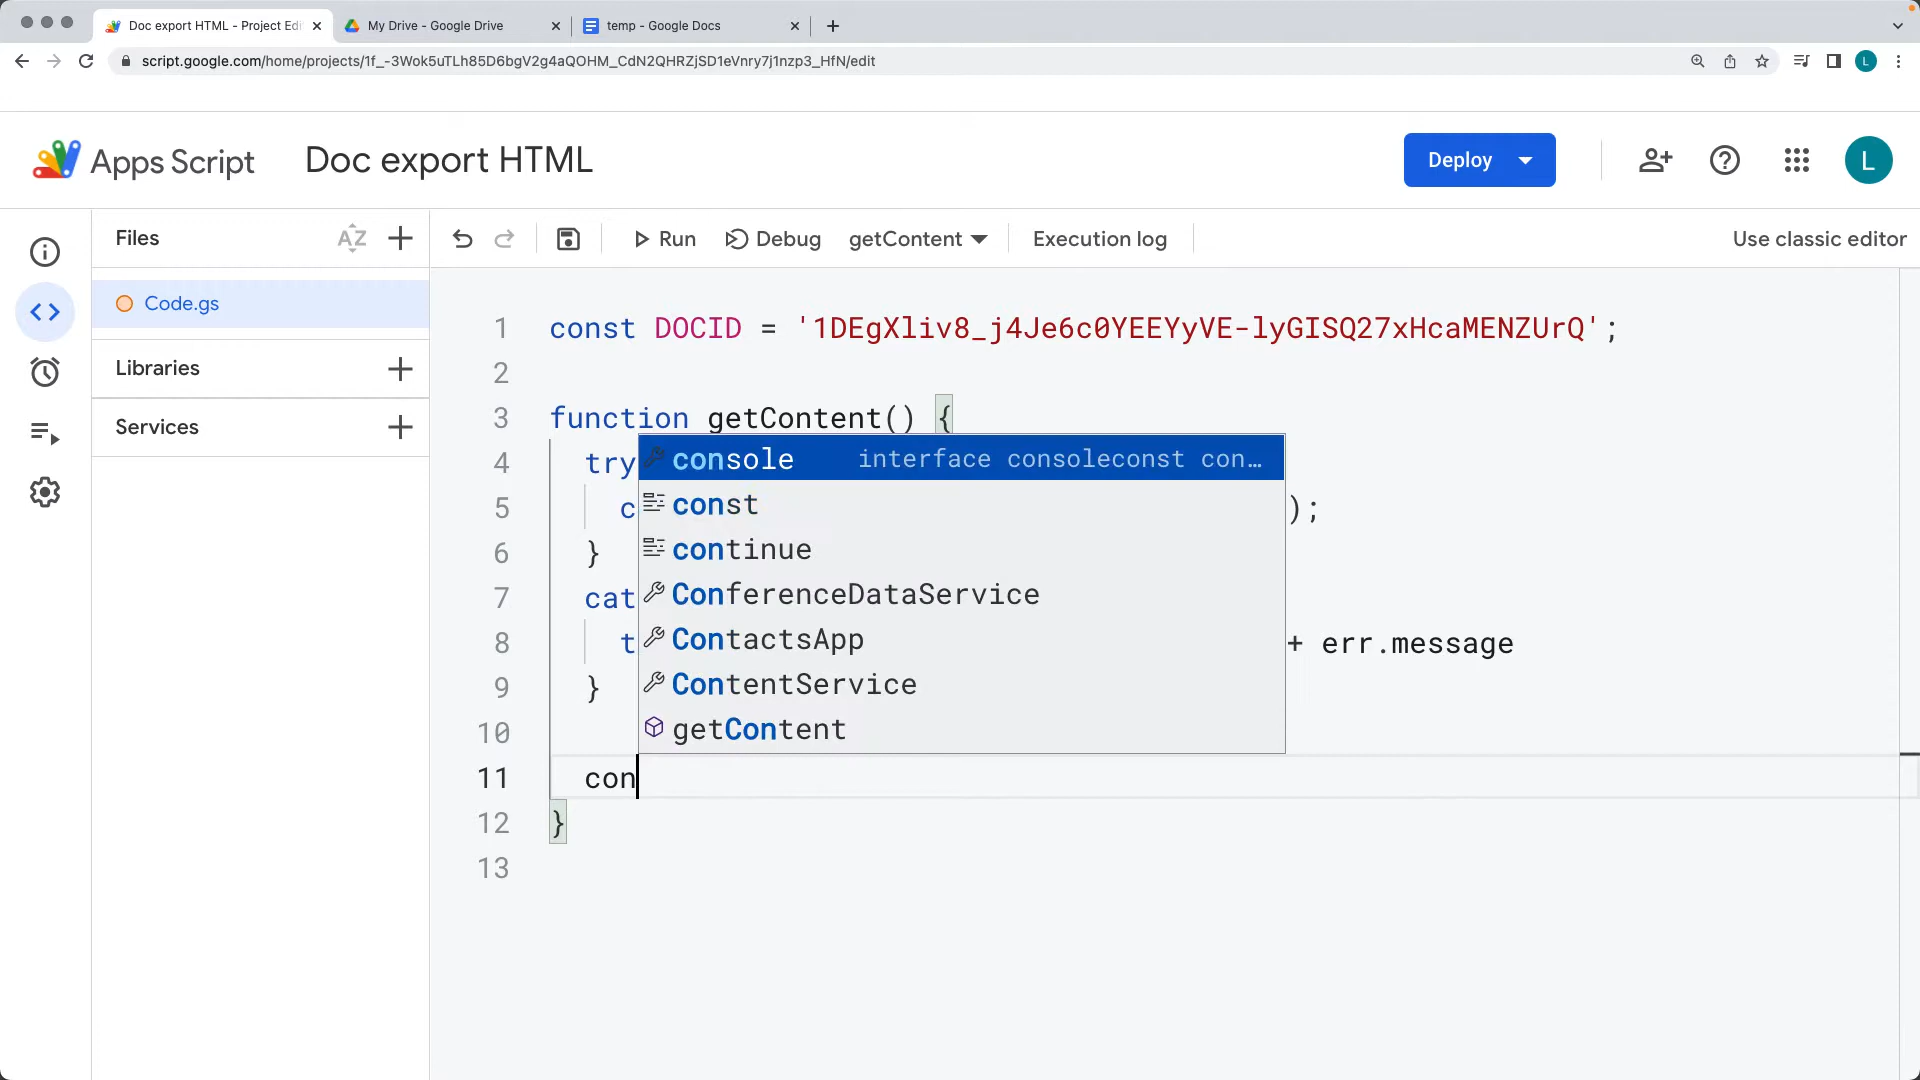 Doc export HTML - Project Edi
My Drive - Google Drive
temp - Google Docs
script.google.com/home/projects/1f_-3Wok5uTLh85D6bgV2g4aQOHM_CdN2QHRZjSD1eVnry7j1nzp3_HfN/edit
L
Apps Script
Doc export HTML
Deploy
L
Files
AZ
Run
Debug
getContent
Execution log
Use classic editor
Code.gs
Libraries
Services
1 const DOCID = '1DEgXliv8_j4Je6c0YEEYyVE-lyGISQ27xHcaMENZUrQ';
2
3 function getContent() {
4 try
5 c );
6 }
7 cat
8 t + err.message
9 }
10
11 con
12 }
13
console interface consoleconst con…
const
continue
ConferenceDataService
ContactsApp
ContentService
getContent